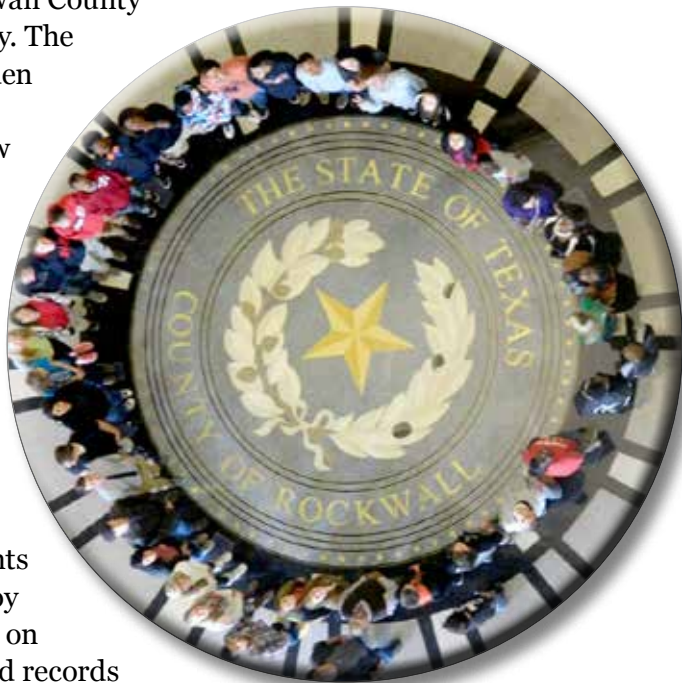 wall County
y. The
en
w
THE STATE OF TEXAS
COUNTY OF ROCKWALL
nts
by
on
d records